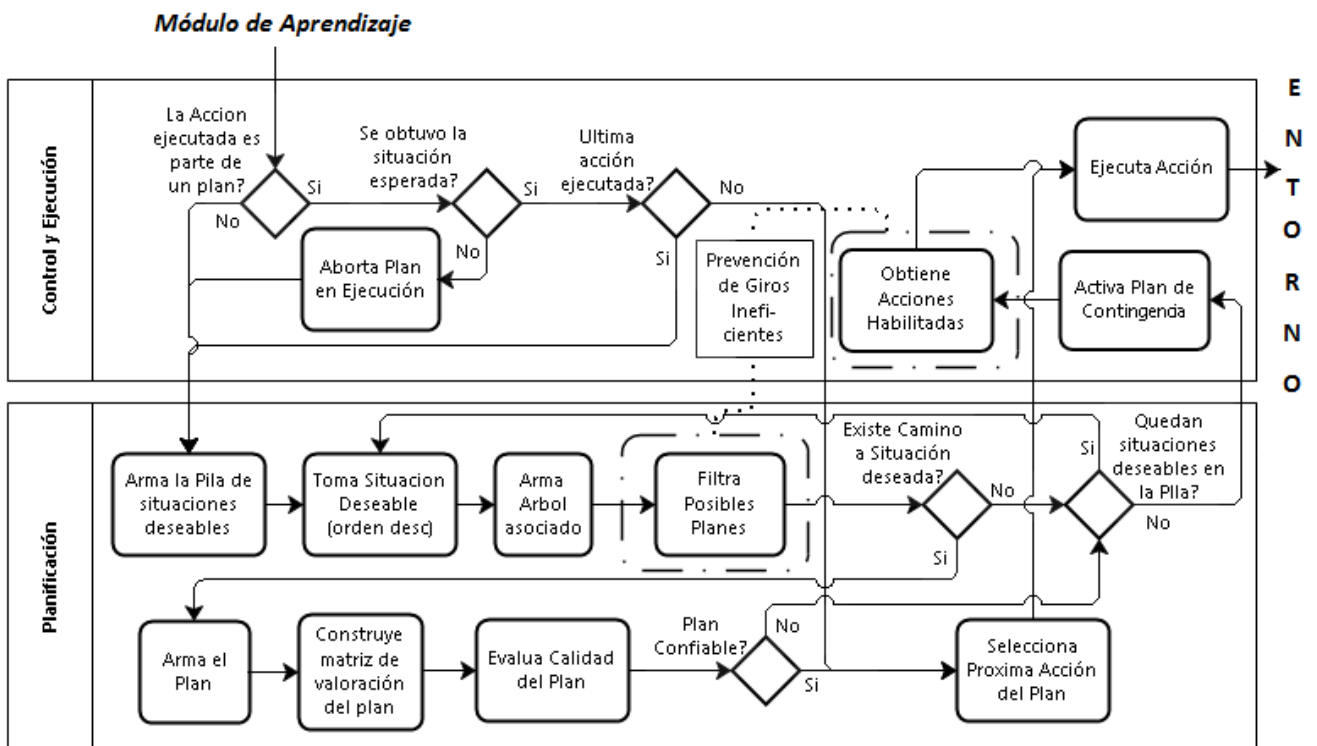 Módulo de Aprendizaje
Control y Ejecución
La Accion
ejecutada es
parte de
un plan?
Si
No
Se obtuvo la
situación
esperada?
Si
No
Aborta Plan
en Ejecución
Ultima
acción
ejecutada?
No
Si
Prevención
de Giros
Inefi-
cientes
Obtiene
Acciones
Habilitadas
Ejecuta Acción
Activa Plan de
Contingencia
E
N
T
O
R
N
O
Planificación
Arma la Pila de
situaciones
deseables
Toma Situacion
Deseable
(orden desc)
Arma
Arbol
asociado
Filtra
Posibles
Planes
Existe Camino
a Situación
deseada?
No
Si
Quedan
situaciones
deseables en
la PIla?
Si
No
Arma el
Plan
Construye
matriz de
valoración
del plan
Evalua Calidad
del Plan
Plan
Confiable?
No
Si
Selecciona
Proxima Acción
del Plan